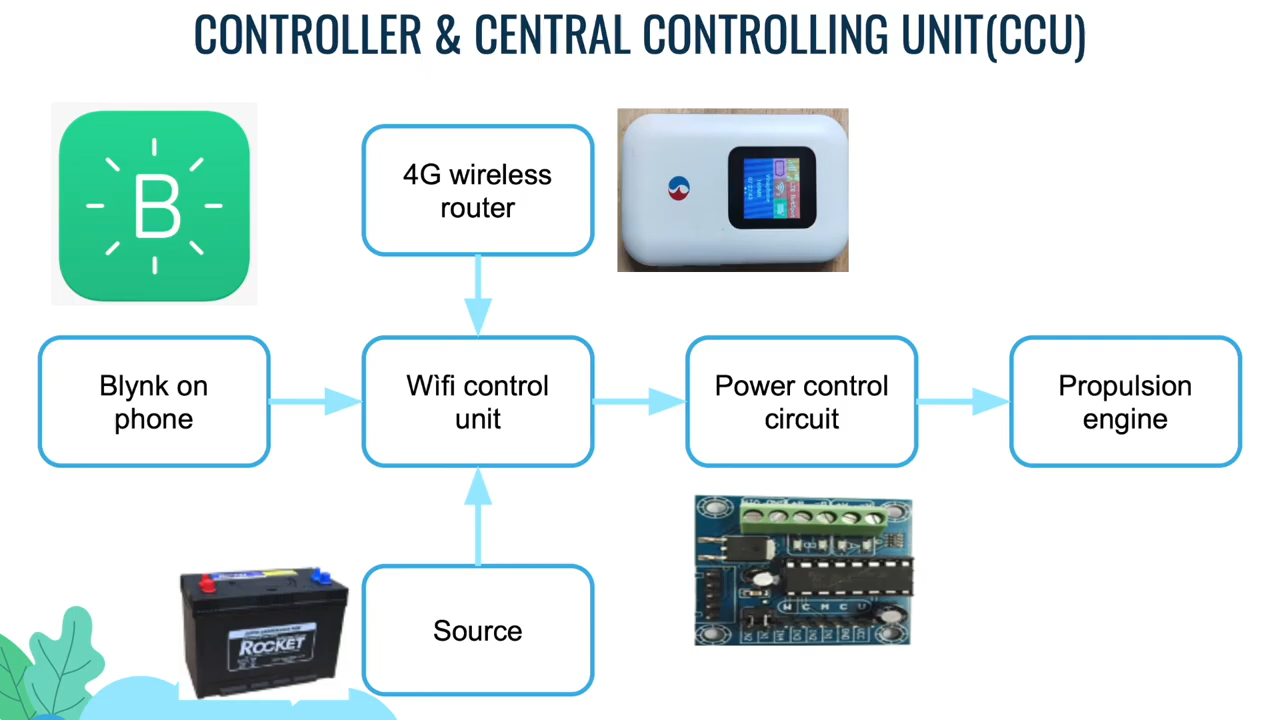 CONTROLLER & CENTRAL CONTROLLING UNIT(CCU)
B
4G wireless
router
Blynk on
phone
Wìfi control
unit
Power control
circuit
Propulsion
engine
Source
ROCKET
W C M C U